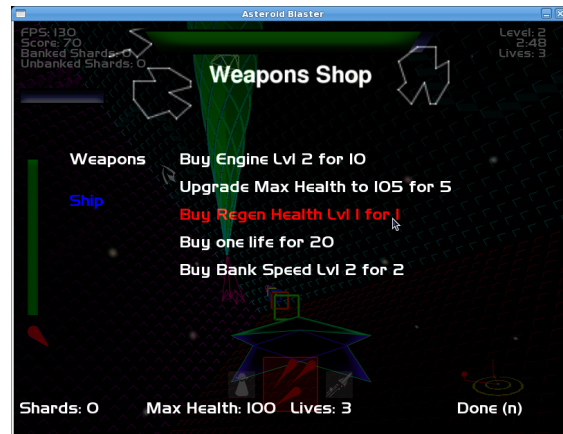 Asteroid Blaster
FPS: 130
Score: 70
Banked Shards: 0
Unbanked Shards: 0
Level: 2
2:48
Lives: 3
Weapons Shop
Weapons
Ship
Buy Engine Lvl 2 for 10
Upgrade Max Health to 105 for 5
Buy Regen Health Lvl 1 for 1
Buy one life for 20
Buy Bank Speed Lvl 2 for 2
Shards: 0
Max Health: 100
Lives: 3
Done (n)